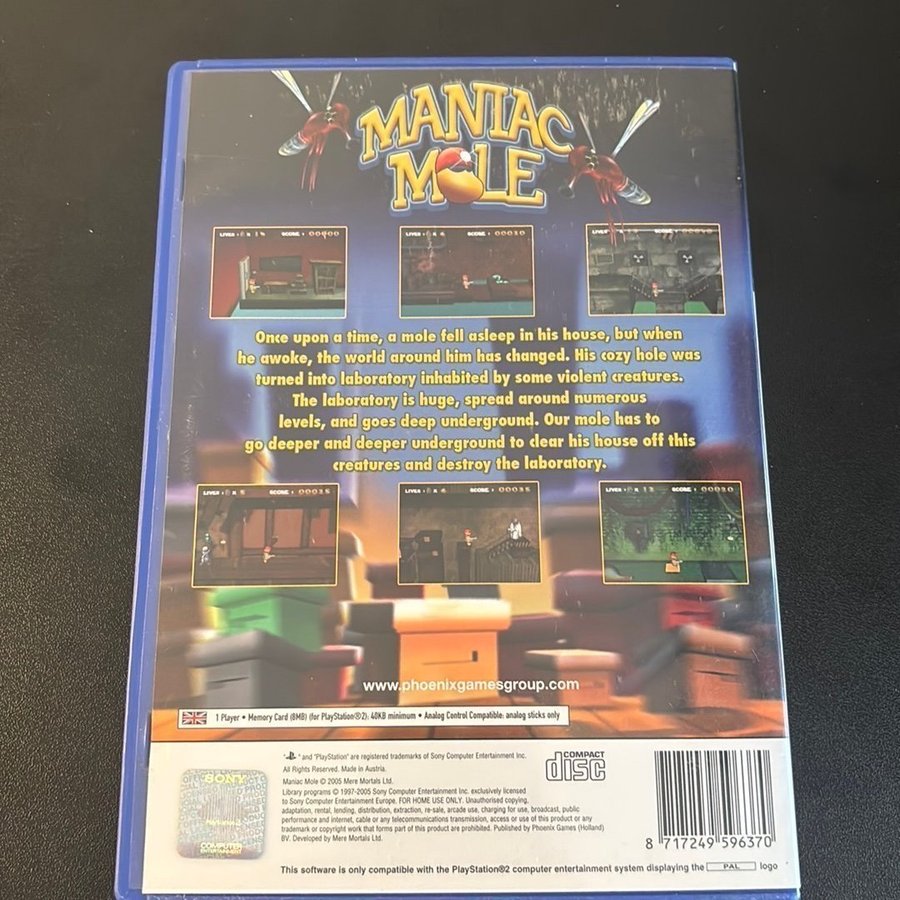 MANIAC
MOLE
Once upon a time, a mole fell asleep in his house, but when
he awoke, the world around him has changed. His cozy hole was
turned into laboratory inhabited by some violent creatures.
The laboratory is huge, spread around numerous
levels, and goes deep underground. Our mole has to
go deeper and deeper underground to clear his house off this
creatures and destroy the laboratory.
www.phoenixgamesgroup.com
1 Player • Memory Card (8MB) (for PlayStation®2): 40KB minimum • Analog Control Compatible: analog sticks only
" " and "PlayStation" are registered trademarks of Sony Computer Entertainment Inc.
All Rights Reserved. Made in Austria.
Maniac Mole © 2005 Mere Mortals Ltd.
Library programs © 1997-2005 Sony Computer Entertainment Inc. exclusively licensed
to Sony Computer Entertainment Europe. FOR HOME USE ONLY. Unauthorised copying,
adaptation, rental, lending, distribution, extraction, re-sale, arcade use, charging for use, broadcast, public
performance and internet, cable or any telecommunications transmission, access or use of this product or any
trademark or copyright work that forms part of this product are prohibited. Published by Phoenix Games (Holland)
BV. Developed by Mere Mortals Ltd.
COMPACT
disc
SONY
PlayStation
COMPUTER
ENTERTAINMENT
8 717249 596370
This software is only compatible with the PlayStation®2 computer entertainment system displaying the PAL logo